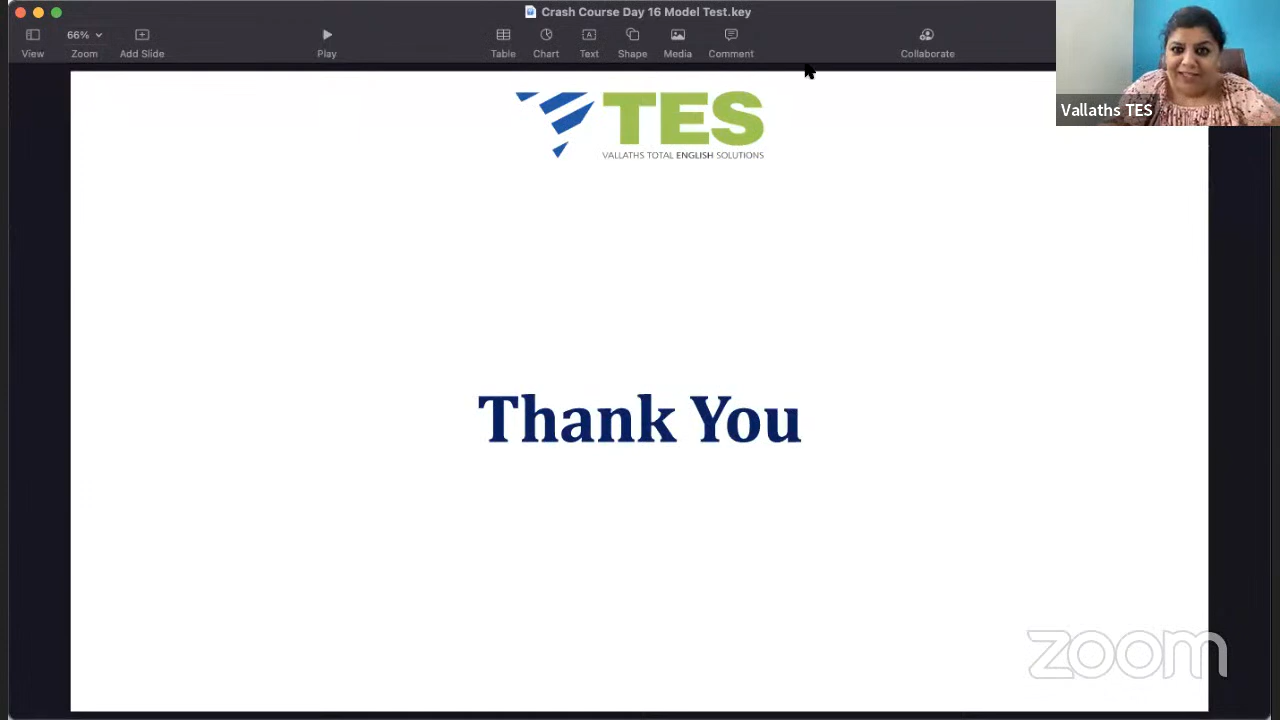 Crash Course Day 16 Model Test.key
66%
View
Zoom
Add Slide
Play
Table
Chart
Text
Shape
Media
Comment
Collaborate
Vallaths TES
TES
VALLATHS TOTAL ENGLISH SOLUTIONS
Thank You
zoom